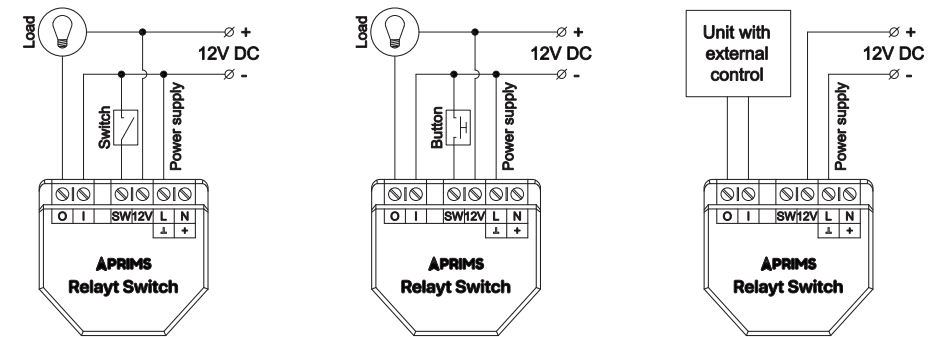 Load
+
12V DC
-
Switch
Power supply
O I SW 12V L N
⊥ +
APRIMS
Relayt Switch
Load
+
12V DC
-
Button
Power supply
O I SW 12V L N
⊥ +
APRIMS
Relayt Switch
Unit with
external
control
+
12V DC
-
Power supply
O I SW 12V L N
⊥ +
APRIMS
Relayt Switch